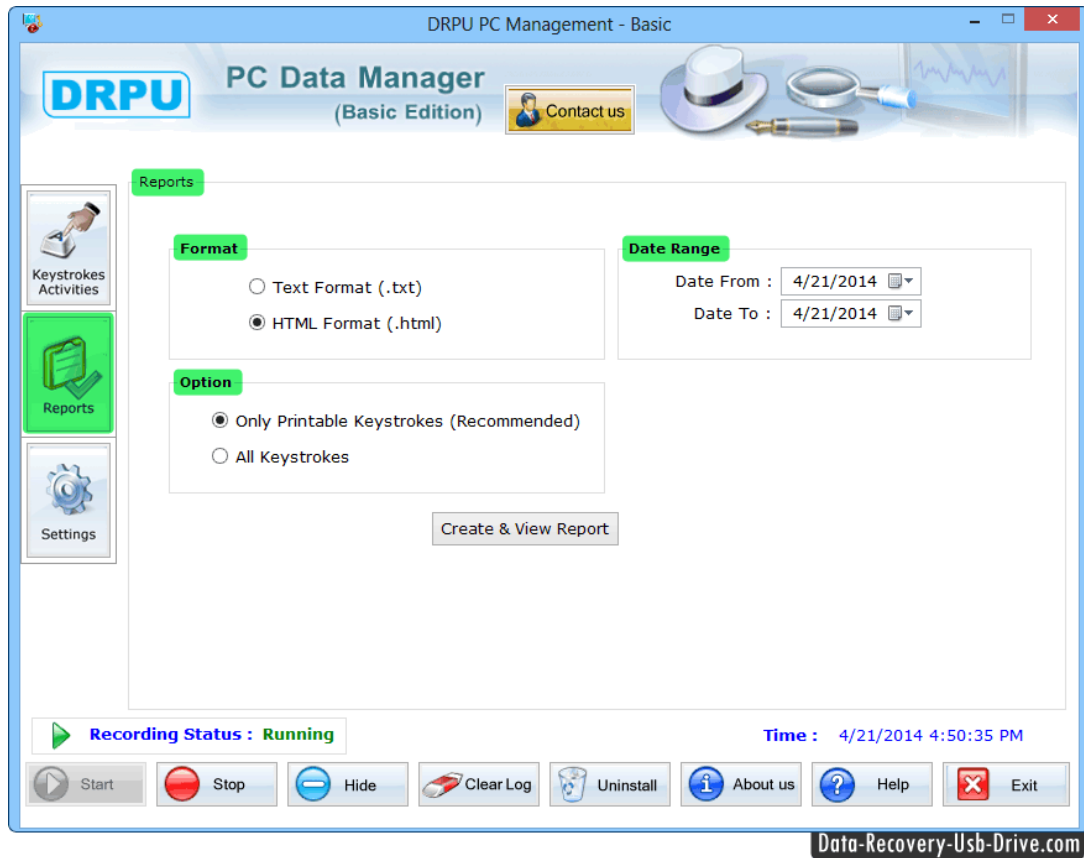 DRPU PC Management - Basic
DRPU
PC Data Manager
(Basic Edition)
Contact us
Reports
Keystrokes
Activities
Reports
Settings
Format
Text Format (.txt)
HTML Format (.html)
Date Range
Date From : 4/21/2014
Date To : 4/21/2014
Option
Only Printable Keystrokes (Recommended)
All Keystrokes
Create & View Report
Recording Status : Running
Time : 4/21/2014 4:50:35 PM
Start
Stop
Hide
Clear Log
Uninstall
About us
Help
Exit
Data-Recovery-Usb-Drive.com